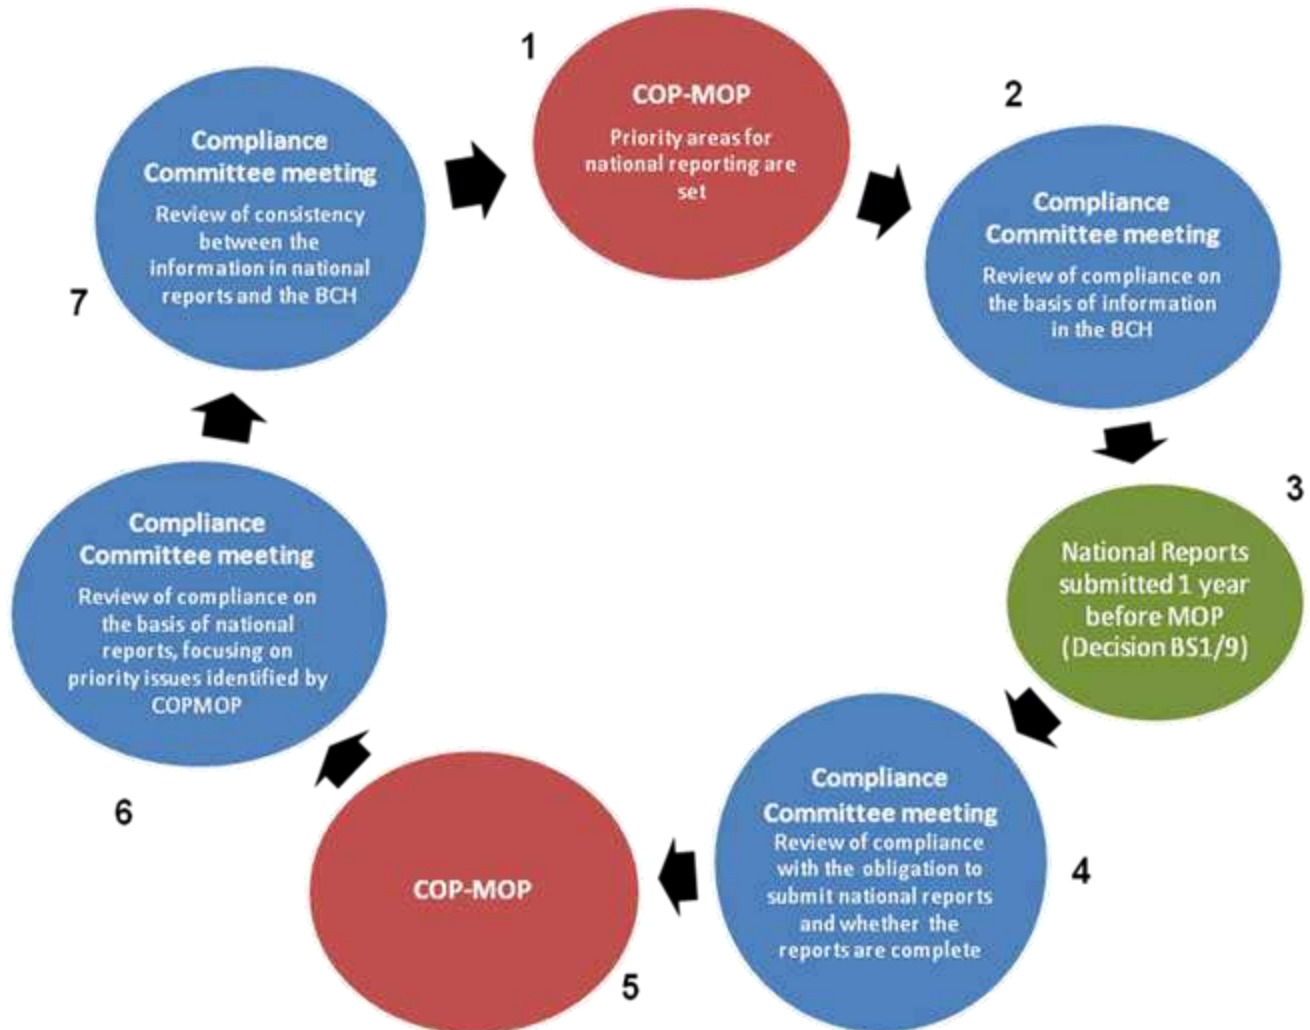 1
COP-MOP
Priority areas for
national reporting are
set
2
Compliance
Committee meeting
Review of compliance on
the basis of information
in the BCH
3
National Reports
submitted 1 year
before MOP
(Decision BS1/9)
4
Compliance
Committee meeting
Review of compliance
with the obligation to
submit national reports
and whether the
reports are complete
5
COP-MOP
6
Compliance
Committee meeting
Review of compliance on
the basis of national
reports, focusing on
priority issues identified by
COPMOP
7
Compliance
Committee meeting
Review of consistency
between the
information in national
reports and the BCH